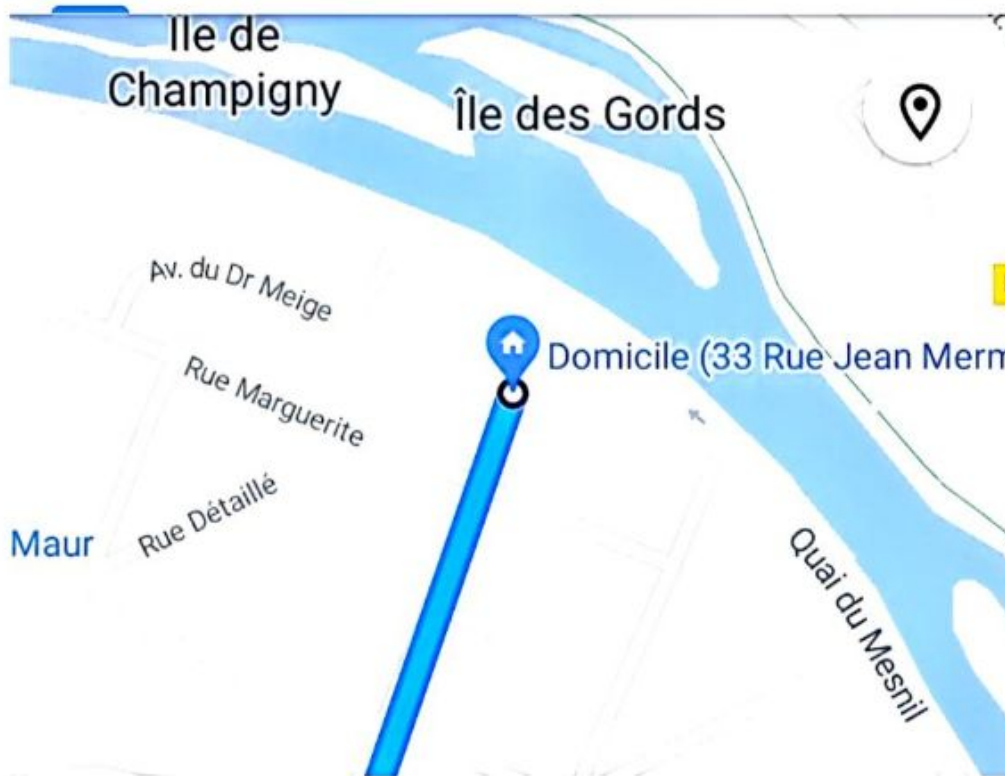 Île de
Champigny
Île des Gords
Av. du Dr Meige
Domicile (33 Rue Jean Merm
Rue Marguerite
Rue Détaillé
Maur
Quai du Mesnil